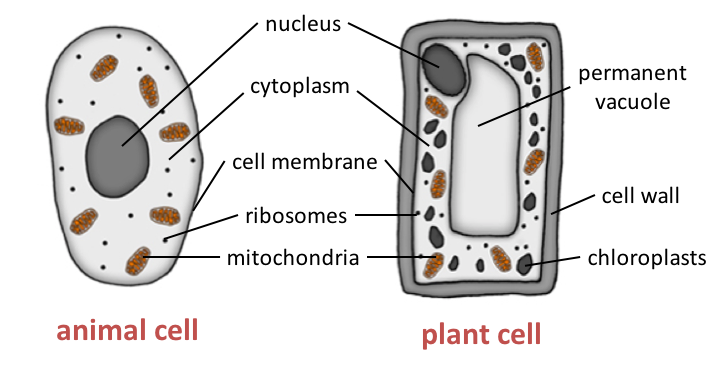 nucleus
cytoplasm
permanent
vacuole
cell membrane
cell wall
ribosomes
mitochondria
chloroplasts
animal cell
plant cell